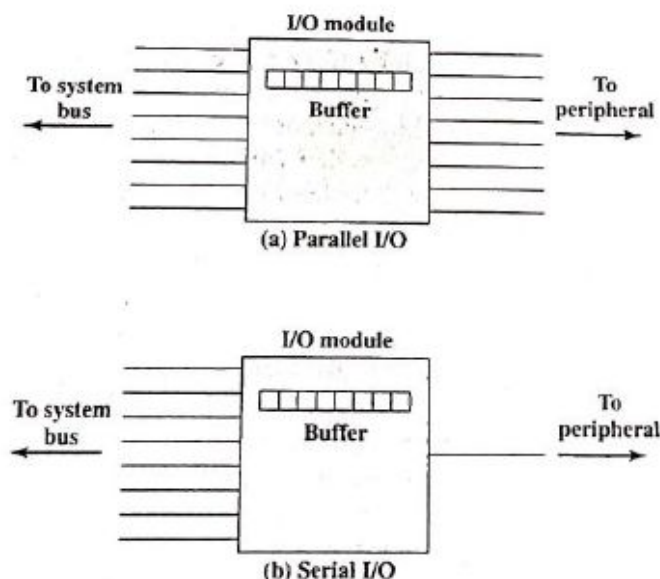 I/O module
To system
bus
Buffer
To
peripheral
(a) Parallel I/O
I/O module
To system
bus
Buffer
To
peripheral
(b) Serial I/O